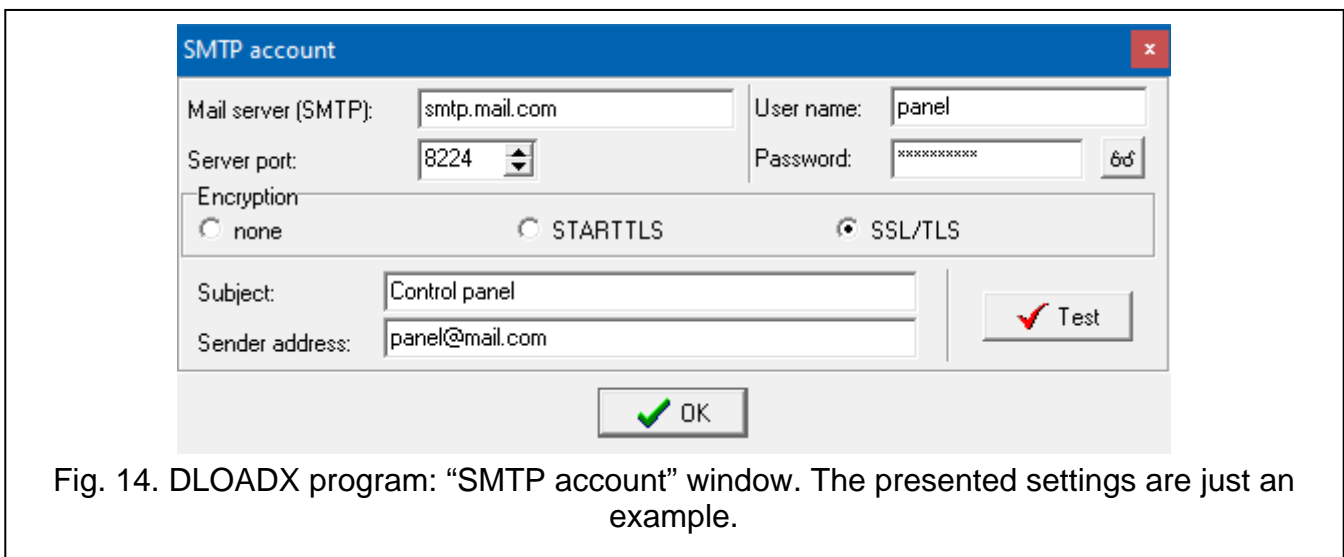 SMTP account
Mail server (SMTP): smtp.mail.com User name: panel
Server port: 8224 Password: xxxxxxxxxx
Encryption
none STARTTLS SSL/TLS
Subject: Control panel
Test
Sender address: panel@mail.com
OK
Fig. 14. DLOADX program: “SMTP account” window. The presented settings are just an
example.